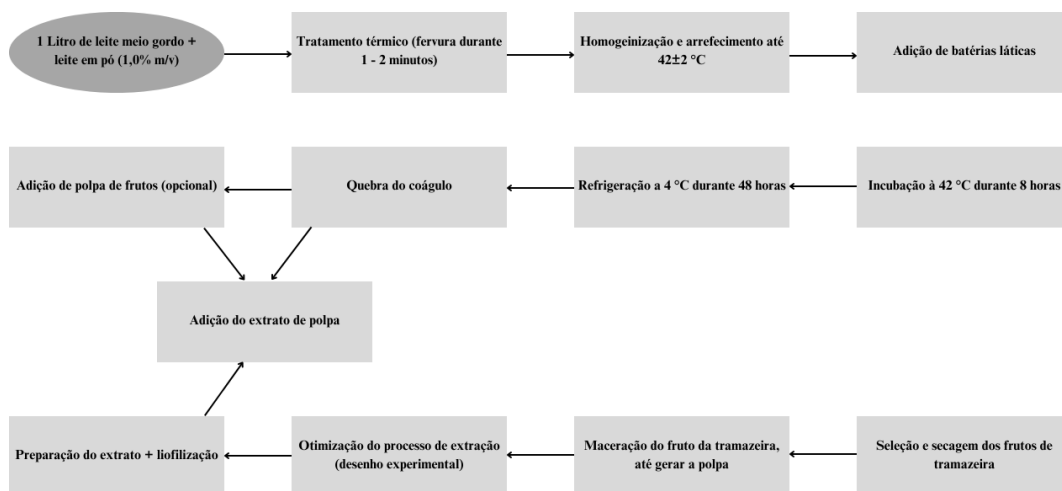 1 Litro de leite meio gordo +
leite em pó (1,0% m/v)
Tratamento térmico (fervura durante
1 - 2 minutos)
Homogeinização e arrefecimento até
42±2 °C
Adição de batérias láticas
Incubação à 42 °C durante 8 horas
Refrigeração a 4 °C durante 48 horas
Quebra do coágulo
Adição de polpa de frutos (opcional)
Adição do extrato de polpa
Seleção e secagem dos frutos de
tramazeira
Maceração do fruto da tramazeira,
até gerar a polpa
Otimização do processo de extração
(desenho experimental)
Preparação do extrato + liofilização